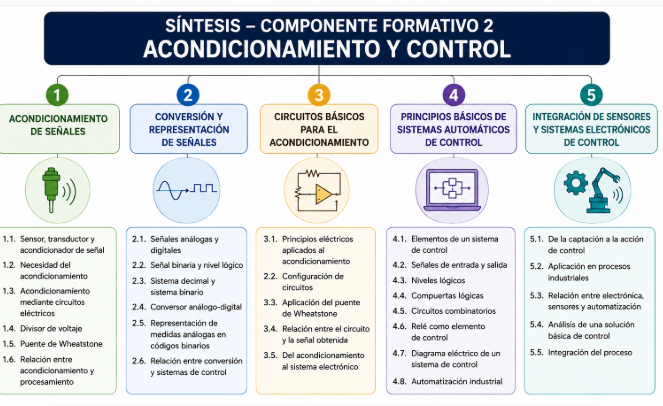 SÍNTESIS – COMPONENTE FORMATIVO 2
ACONDICIONAMIENTO Y CONTROL
1
ACONDICIONAMIENTO
DE SEÑALES
1.1. Sensor, transductor y
acondicionador de señal
1.2. Necesidad del
acondicionamiento
1.3. Acondicionamiento
mediante circuitos
eléctricos
1.4. Divisor de voltaje
1.5. Puente de Wheatstone
1.6. Relación entre
acondicionamiento y
procesamiento
2
CONVERSIÓN Y
REPRESENTACIÓN
DE SEÑALES
2.1. Señales análogas y
digitales
2.2. Señal binaria y nivel lógico
2.3. Sistema decimal y
sistema binario
2.4. Conversor análogo-digital
2.5. Representación de
medidas análogas en
códigos binarios
2.6. Relación entre conversión
y sistemas de control
3
CIRCUITOS BÁSICOS
PARA EL
ACONDICIONAMIENTO
3.1. Principios eléctricos
aplicados al
acondicionamiento
2.2. Configuración de
circuitos
3.3. Aplicación del puente
de Wheatstone
3.4. Relación entre el circuito
y la señal obtenida
3.5. Del acondicionamiento
al sistema electrónico
4
PRINCIPIOS BÁSICOS DE
SISTEMAS AUTOMÁTICOS
DE CONTROL
4.1. Elementos de un sistema
de control
4.2. Señales de entrada y salida
4.3. Niveles lógicos
4.4. Compuertas lógicas
4.5. Circuitos combinatorios
4.6. Relé como elemento
de control
4.7. Diagrama eléctrico de un
sistema de control
4.8. Automatización industrial
5
INTEGRACIÓN DE SENSORES
Y SISTEMAS ELECTRÓNICOS
DE CONTROL
5.1. De la captación a la acción
de control
5.2. Aplicación en procesos
industriales
5.3. Relación entre electrónica,
sensores y automatización
5.4. Análisis de una solución
básica de control
5.5. Integración del proceso